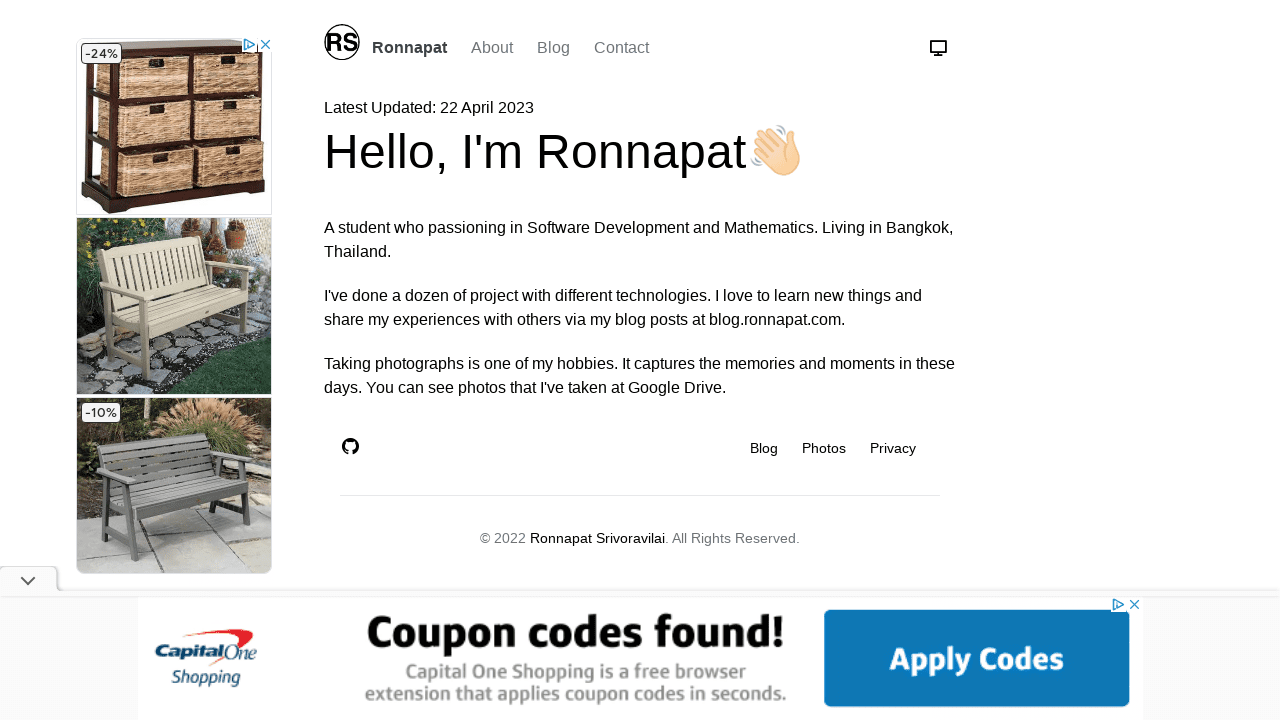 RS Ronnapat About Blog Contact
-24%
Latest Updated: 22 April 2023
Hello, I'm Ronnapat
A student who passioning in Software Development and Mathematics. Living in Bangkok,
Thailand.
I've done a dozen of project with different technologies. I love to learn new things and
share my experiences with others via my blog posts at blog.ronnapat.com.
Taking photographs is one of my hobbies. It captures the memories and moments in these
days. You can see photos that I've taken at Google Drive.
-10%
Blog Photos Privacy
© 2022 Ronnapat Srivoravilai. All Rights Reserved.
Capital One
Shopping
Coupon codes found!
Capital One Shopping is a free browser
extension that applies coupon codes in seconds.
Apply Codes